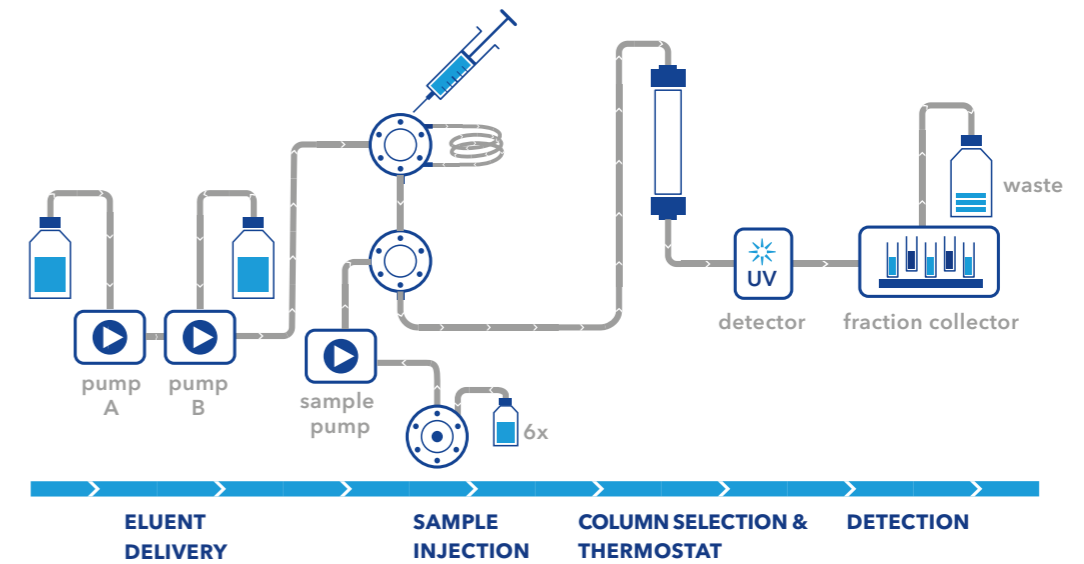 waste
UV
detector
fraction collector
pump
A
pump
B
sample
pump
6x
ELUENT
DELIVERY
SAMPLE
INJECTION
COLUMN SELECTION &
THERMOSTAT
DETECTION